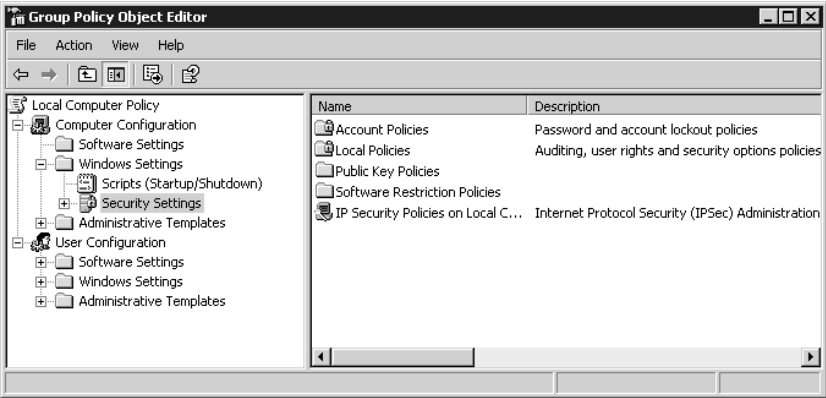 Group Policy Object Editor
File Action View Help
Local Computer Policy
Computer Configuration
Software Settings
Windows Settings
Scripts (Startup/Shutdown)
Security Settings
Administrative Templates
User Configuration
Software Settings
Windows Settings
Administrative Templates
Name Description
Account Policies Password and account lockout policies
Local Policies Auditing, user rights and security options policies
Public Key Policies
Software Restriction Policies
IP Security Policies on Local C... Internet Protocol Security (IPSec) Administration